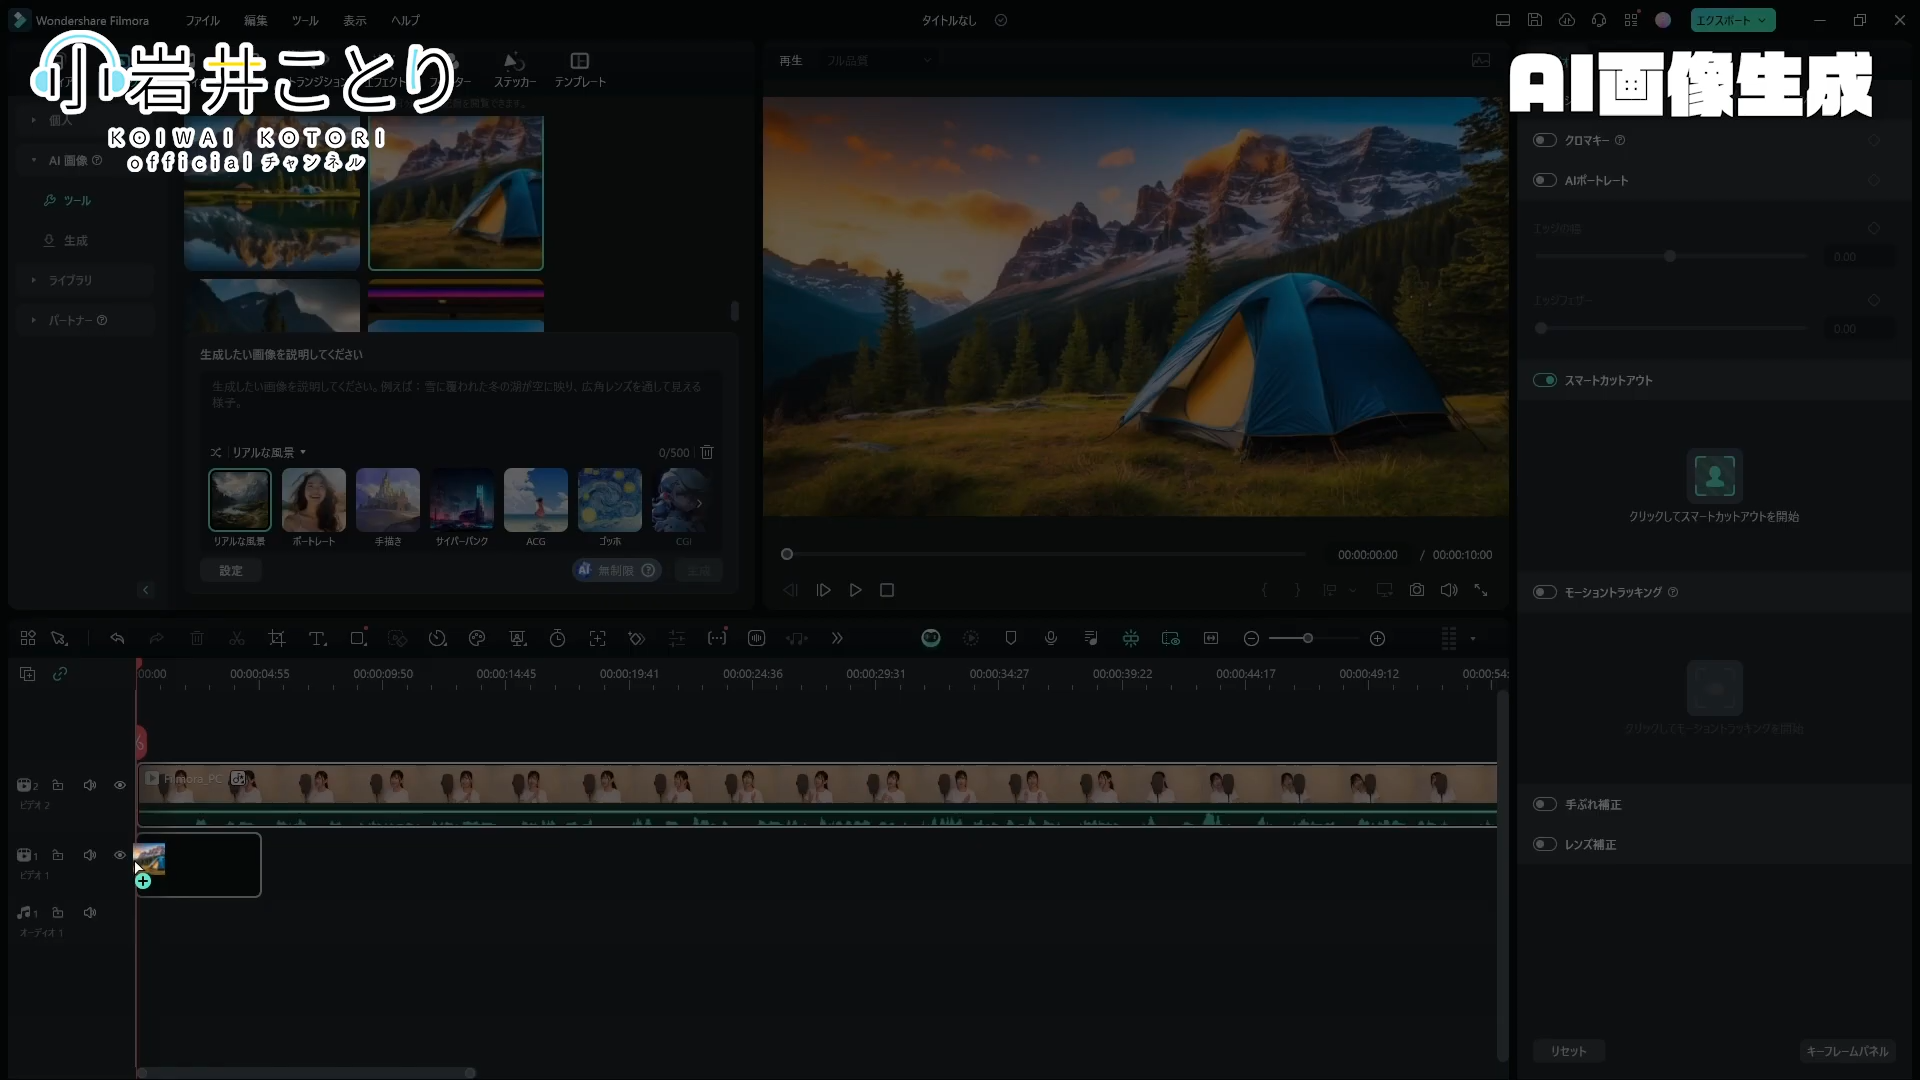 Wondershare Filmora
ファイル
編集
ツール
表示
ヘルプ
タイトルなし
エクスポート
小岩井ことり
KOIWAI KOTORI
official チャンネル
AI画像生成
トランジション
ステッカー
テンプレート
再生
フル品質
個人
AI 画像
ツール
生成
ライブラリ
パートナー
生成したい画像を説明してください
生成したい画像を説明してください。例えば：雪に覆われた冬の湖が空に映り、広角レンズを通して見える
様子。
リアルな風景
0/500
リアルな風景
ポートレート
手描き
サイバーパンク
ACG
ゴッホ
CGI
設定
AI 無制限
生成
00:00:00:00 / 00:00:10:00
クロマキー
AIポートレート
エッジの幅
0.00
エッジフェザー
0.00
スマートカットアウト
クリックしてスマートカットアウトを開始
モーショントラッキング
クリックしてモーショントラッキングを開始
手ぶれ補正
レンズ補正
リセット
キーフレームパネル
00:00
00:00:04:55
00:00:09:50
00:00:14:45
00:00:19:41
00:00:24:36
00:00:29:31
00:00:34:27
00:00:39:22
00:00:44:17
00:00:49:12
00:00:54:
Filmora_PC
2
ビデオ 2
1
ビデオ 1
1
オーディオ 1